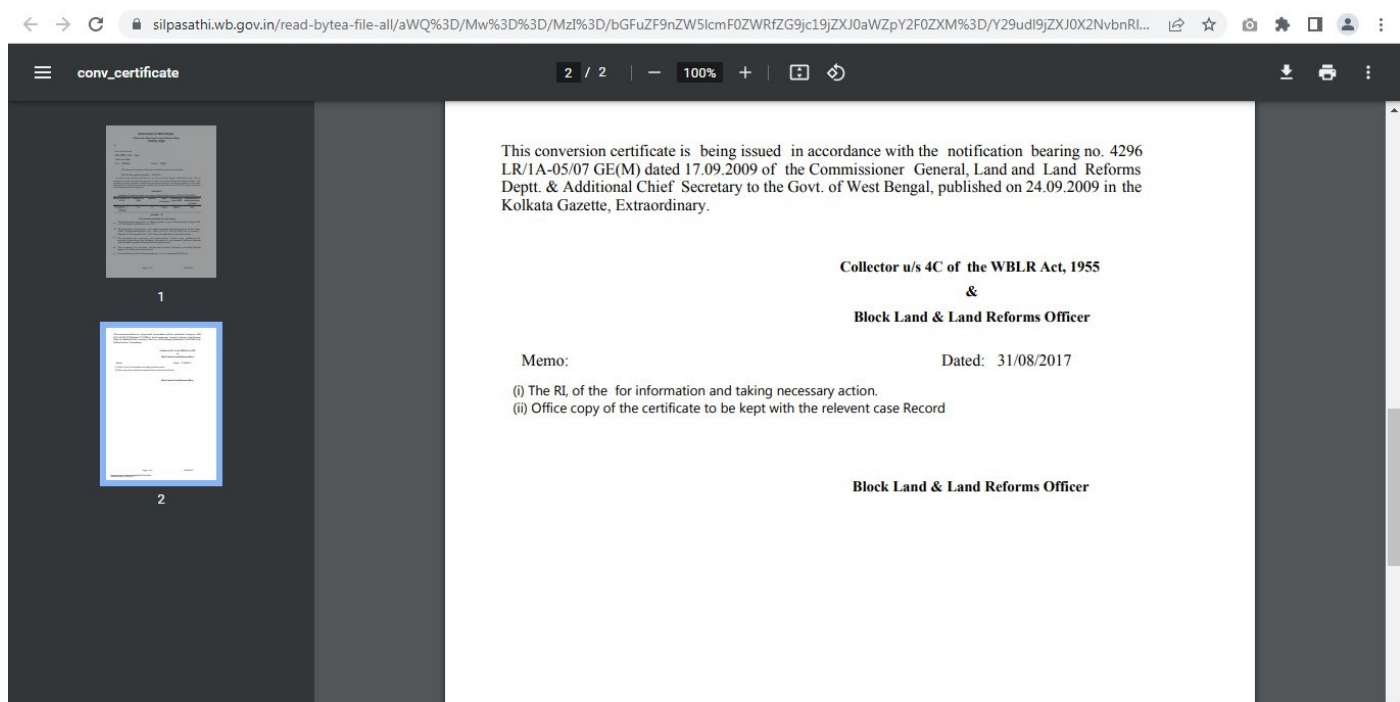 silpasathi.wb.gov.in/read-bytea-file-all/aWQ%3D/Mw%3D%3D/MzI%3D/bGFuZF9nZW5lcmF0ZWRfZG9jc19jZXJ0aWZpY2F0ZXM%3D/Y29udl9jZXJ0X2NvbnRl...
conv_certificate
2 / 2
100%
1
2
This conversion certificate is being issued in accordance with the notification bearing no. 4296
LR/1A-05/07 GE(M) dated 17.09.2009 of the Commissioner General, Land and Land Reforms
Deptt. & Additional Chief Secretary to the Govt. of West Bengal, published on 24.09.2009 in the
Kolkata Gazette, Extraordinary.
Collector u/s 4C of the WBLR Act, 1955
&
Block Land & Land Reforms Officer
Memo: Dated: 31/08/2017
(i) The RI, of the for information and taking necessary action.
(ii) Office copy of the certificate to be kept with the relevent case Record
Block Land & Land Reforms Officer